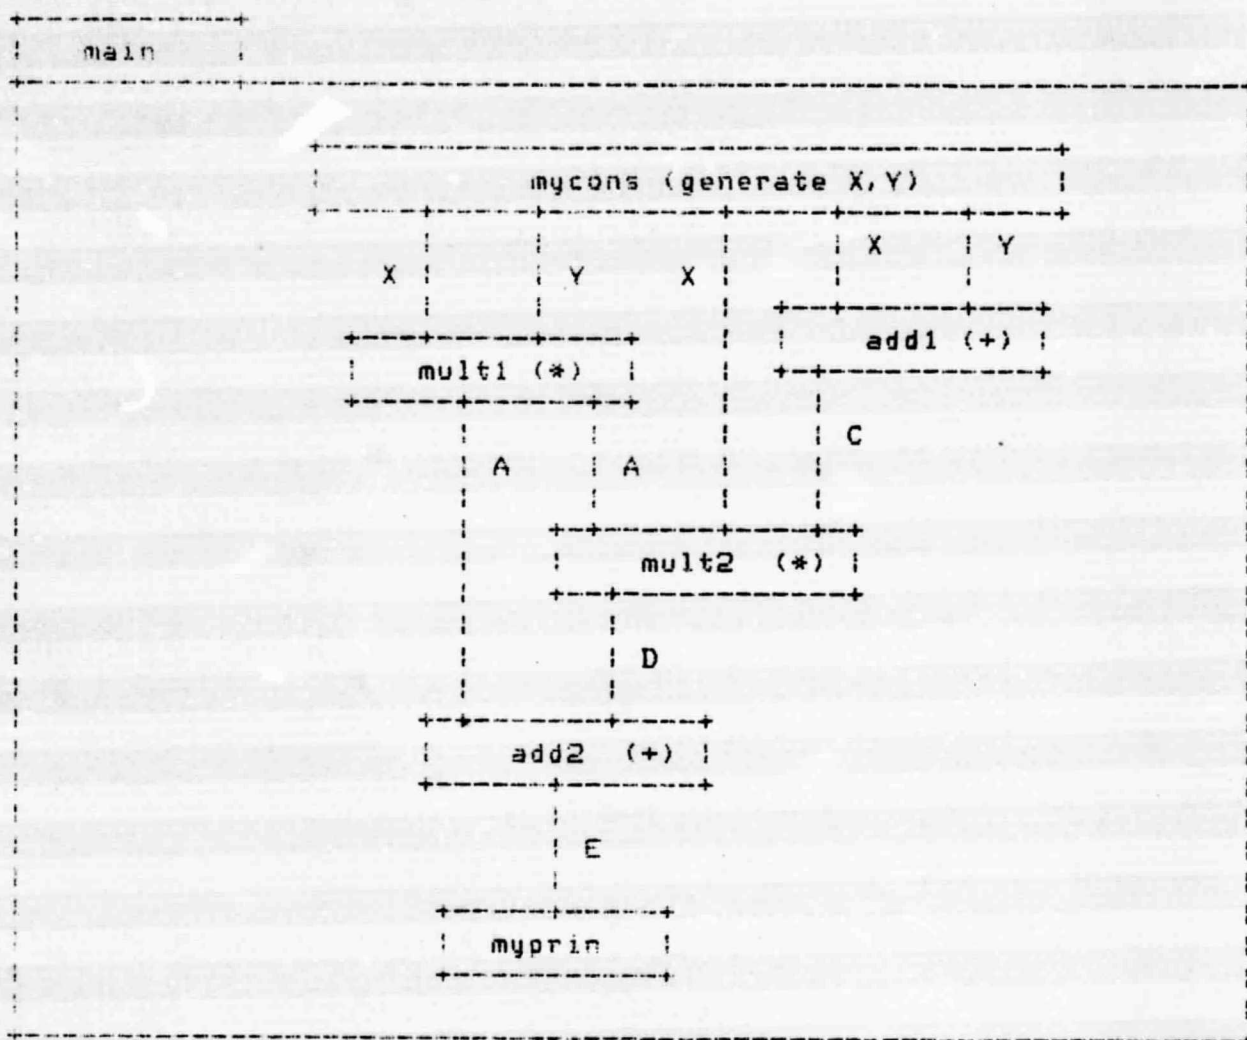 main
mycons (generate X,Y)
X Y
X Y X
add1 (+)
mult1 (*)
C
A A
mult2 (*)
D
add2 (+)
E
myprin